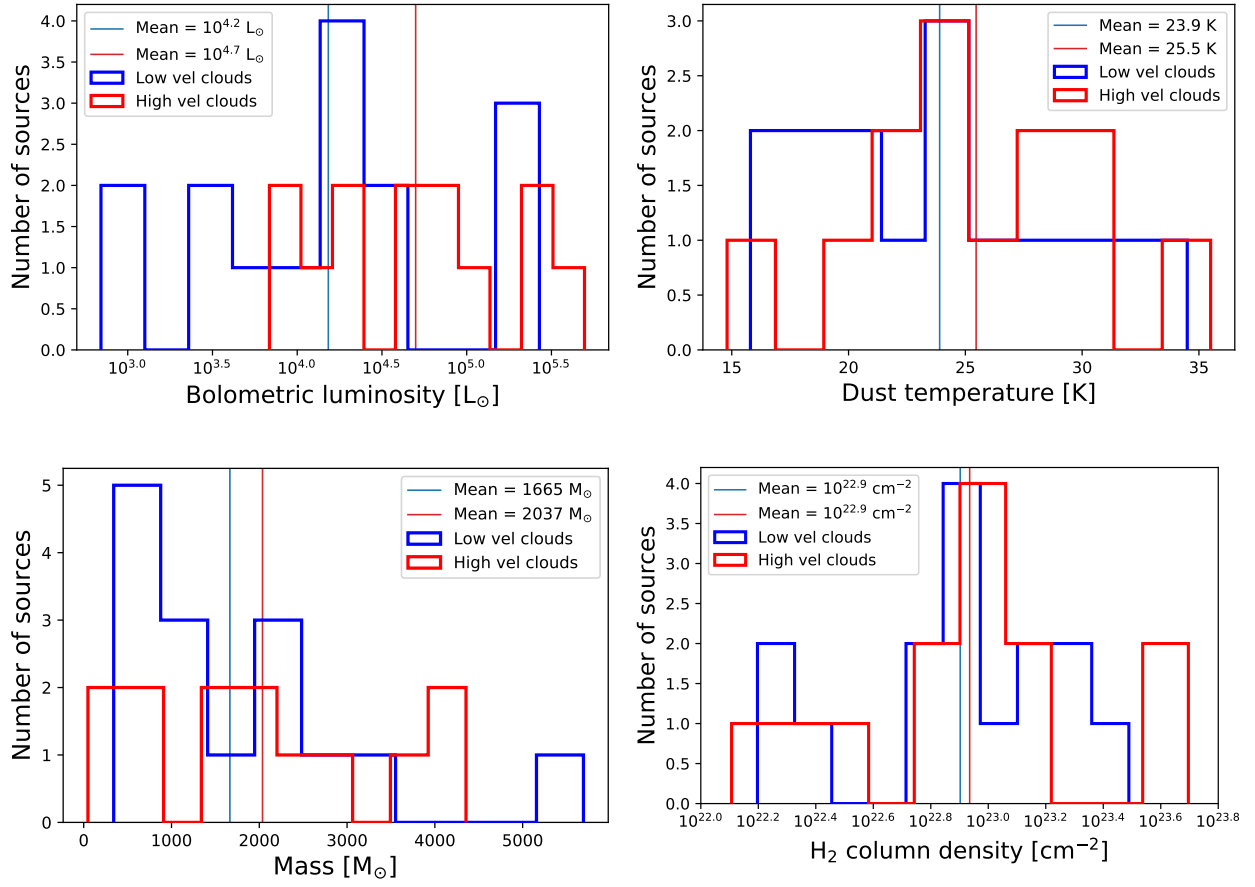 Number of sources
4.0
3.5
3.0
2.5
2.0
1.5
1.0
0.5
0.0
Mean = 10^4.2 L⊙
Mean = 10^4.7 L⊙
Low vel clouds
High vel clouds
10^3.0 10^3.5 10^4.0 10^4.5 10^5.0 10^5.5
Bolometric luminosity [L⊙]
Number of sources
3.0
2.5
2.0
1.5
1.0
0.5
0.0
Mean = 23.9 K
Mean = 25.5 K
Low vel clouds
High vel clouds
15 20 25 30 35
Dust temperature [K]
Number of sources
5
4
3
2
1
0
Mean = 1665 M⊙
Mean = 2037 M⊙
Low vel clouds
High vel clouds
0 1000 2000 3000 4000 5000
Mass [M⊙]
Number of sources
4.0
3.5
3.0
2.5
2.0
1.5
1.0
0.5
0.0
Mean = 10^22.9 cm^−2
Mean = 10^22.9 cm^−2
Low vel clouds
High vel clouds
10^22.0 10^22.2 10^22.4 10^22.6 10^22.8 10^23.0 10^23.2 10^23.4 10^23.6 10^23.8
H₂ column density [cm^−2]